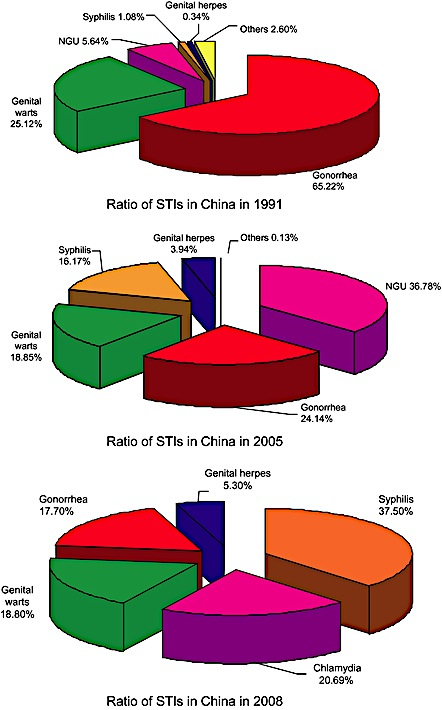 Genital herpes
0.34%
Syphilis 1.08%
Others 2.60%
NGU 5.64%
Genital
warts
25.12%
Gonorrhea
65.22%
Ratio of STIs in China in 1991
Genital herpes
3.94%
Others 0.13%
Syphilis
16.17%
NGU 36.78%
Genital
warts
18.85%
Gonorrhea
24.14%
Ratio of STIs in China in 2005
Genital herpes
5.30%
Gonorrhea
17.70%
Syphilis
37.50%
Genital
warts
18.80%
Chlamydia
20.69%
Ratio of STIs in China in 2008